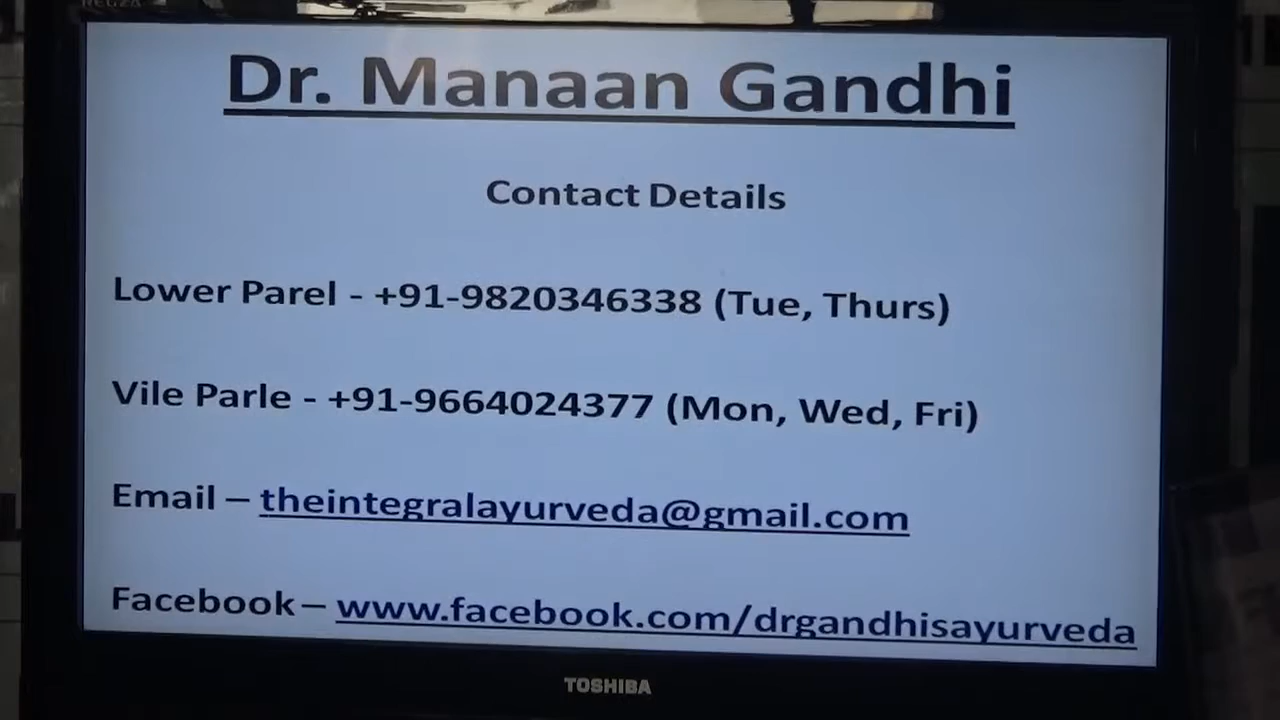 REGZA
Dr. Manaan Gandhi
Contact Details
Lower Parel - +91-9820346338 (Tue, Thurs)
Vile Parle - +91-9664024377 (Mon, Wed, Fri)
Email – theintegralayurveda@gmail.com
Facebook – www.facebook.com/drgandhisayurveda
TOSHIBA